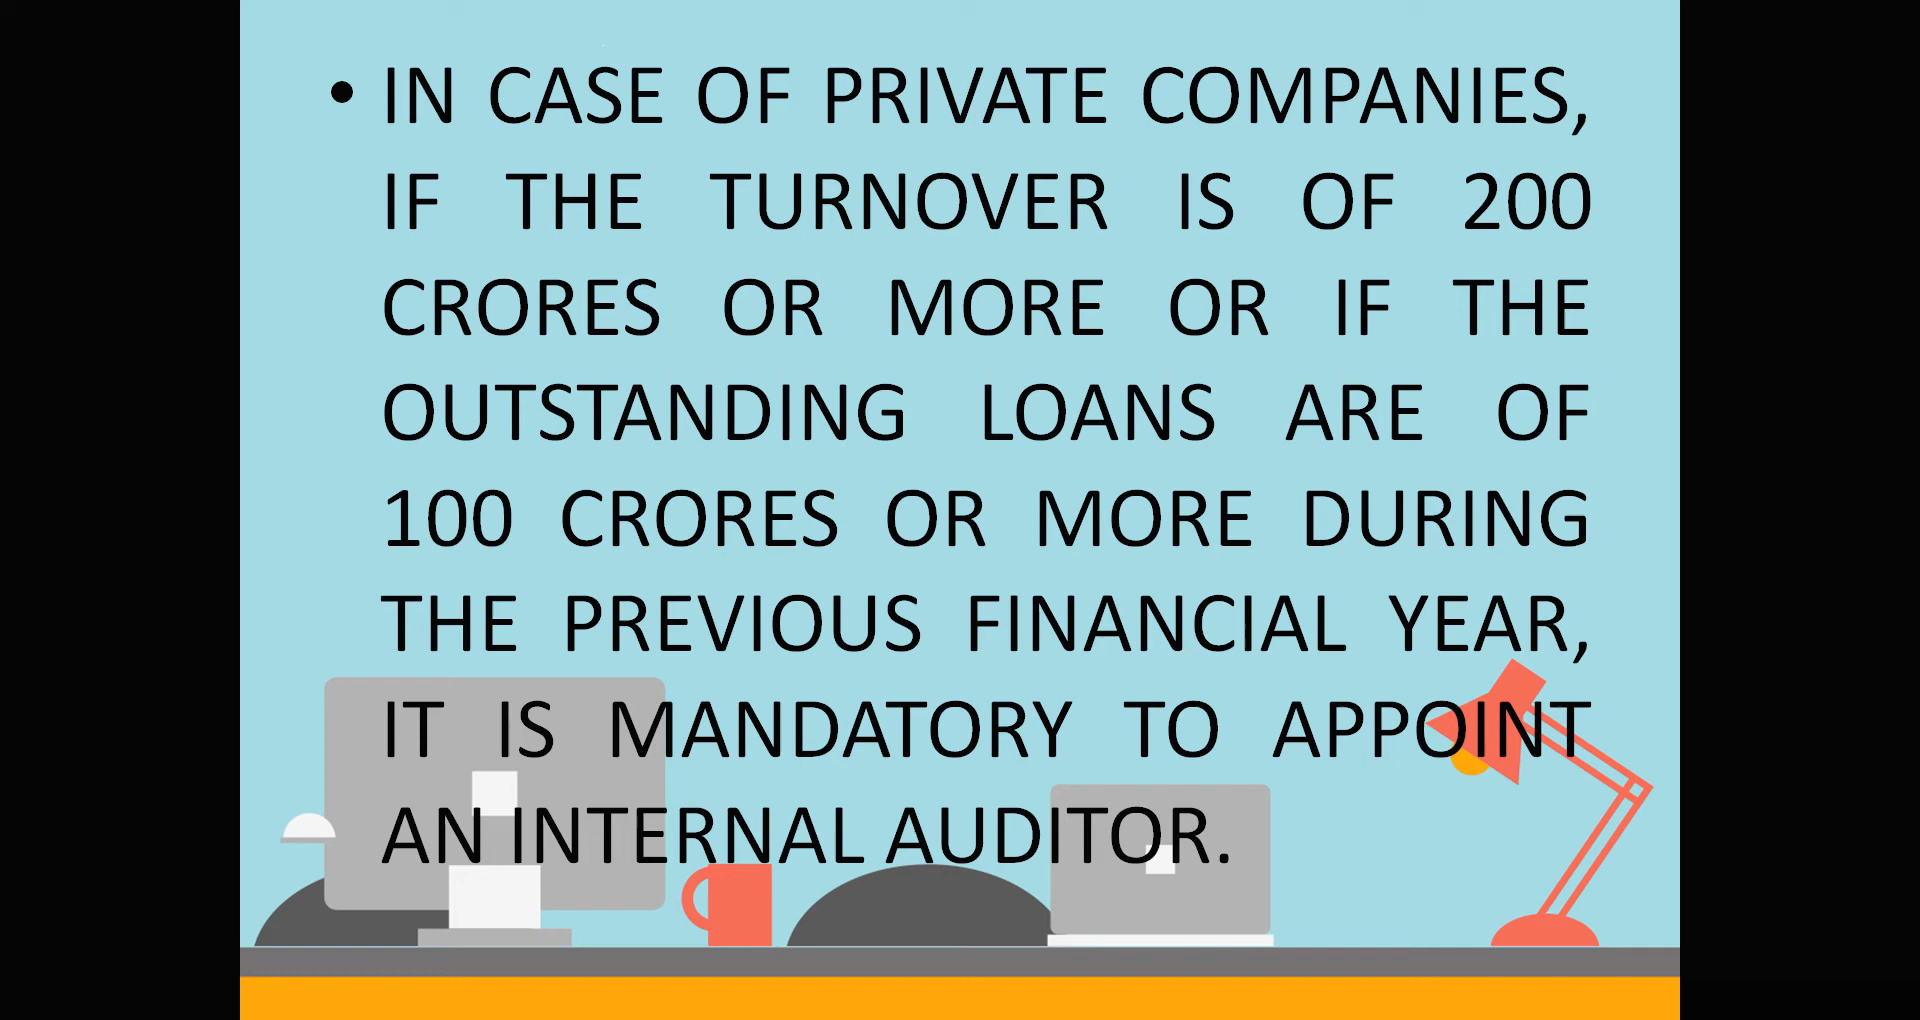 • IN CASE OF PRIVATE COMPANIES,
IF THE TURNOVER IS OF 200
CRORES OR MORE OR IF THE
OUTSTANDING LOANS ARE OF
100 CRORES OR MORE DURING
THE PREVIOUS FINANCIAL YEAR,
IT IS MANDATORY TO APPOINT
AN INTERNAL AUDITOR.